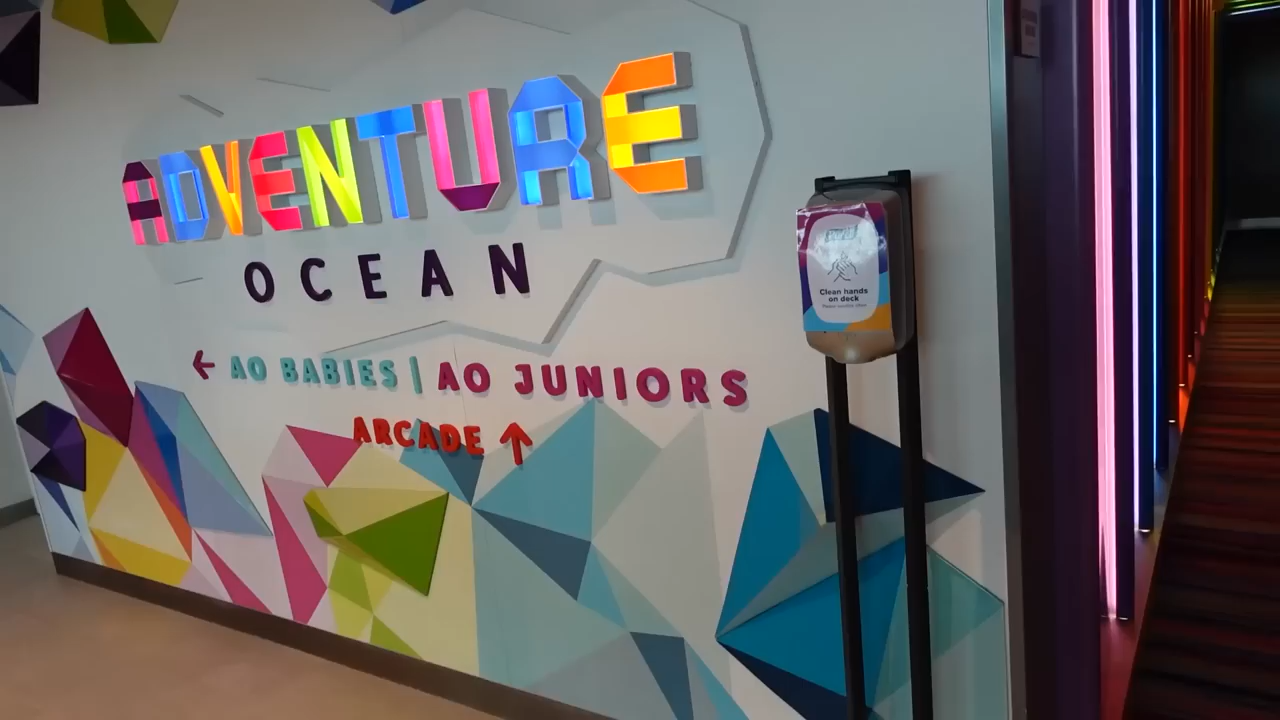 ADVENTURE
OCEAN
← AO BABIES | AO JUNIORS
ARCADE ↑
Clean hands
on deck